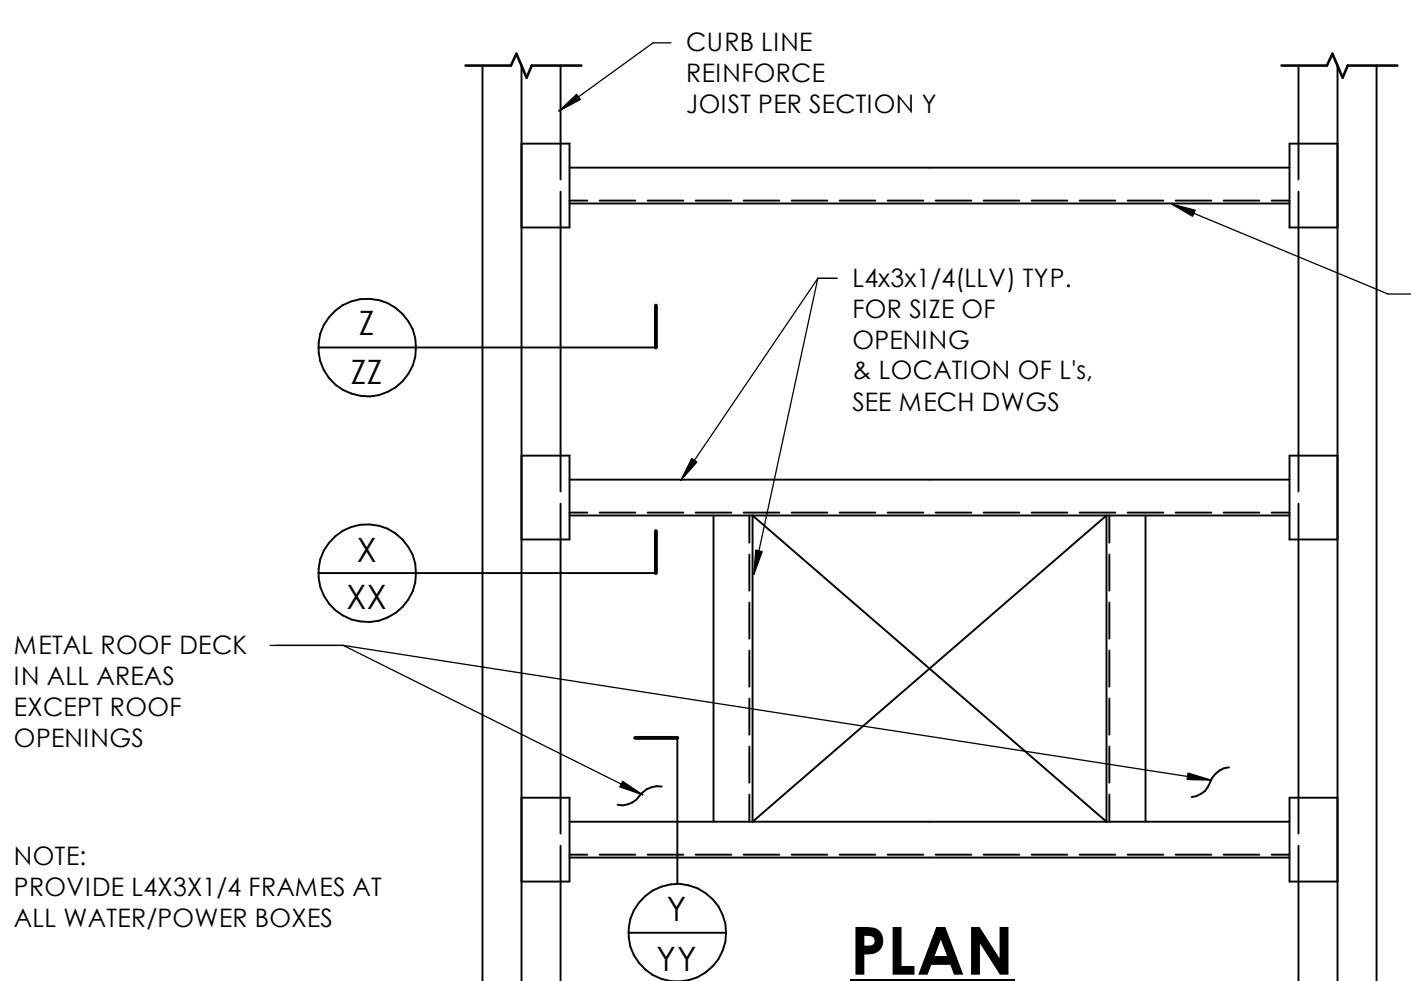 CURB LINE
REINFORCE
JOIST PER SECTION Y
L4x3x1/4(LLV) TYP.
FOR SIZE OF
OPENING
& LOCATION OF L's,
SEE MECH DWGS
Z
ZZ
X
XX
METAL ROOF DECK
IN ALL AREAS
EXCEPT ROOF
OPENINGS
NOTE:
PROVIDE L4X3X1/4 FRAMES AT
ALL WATER/POWER BOXES
Y
YY
PLAN